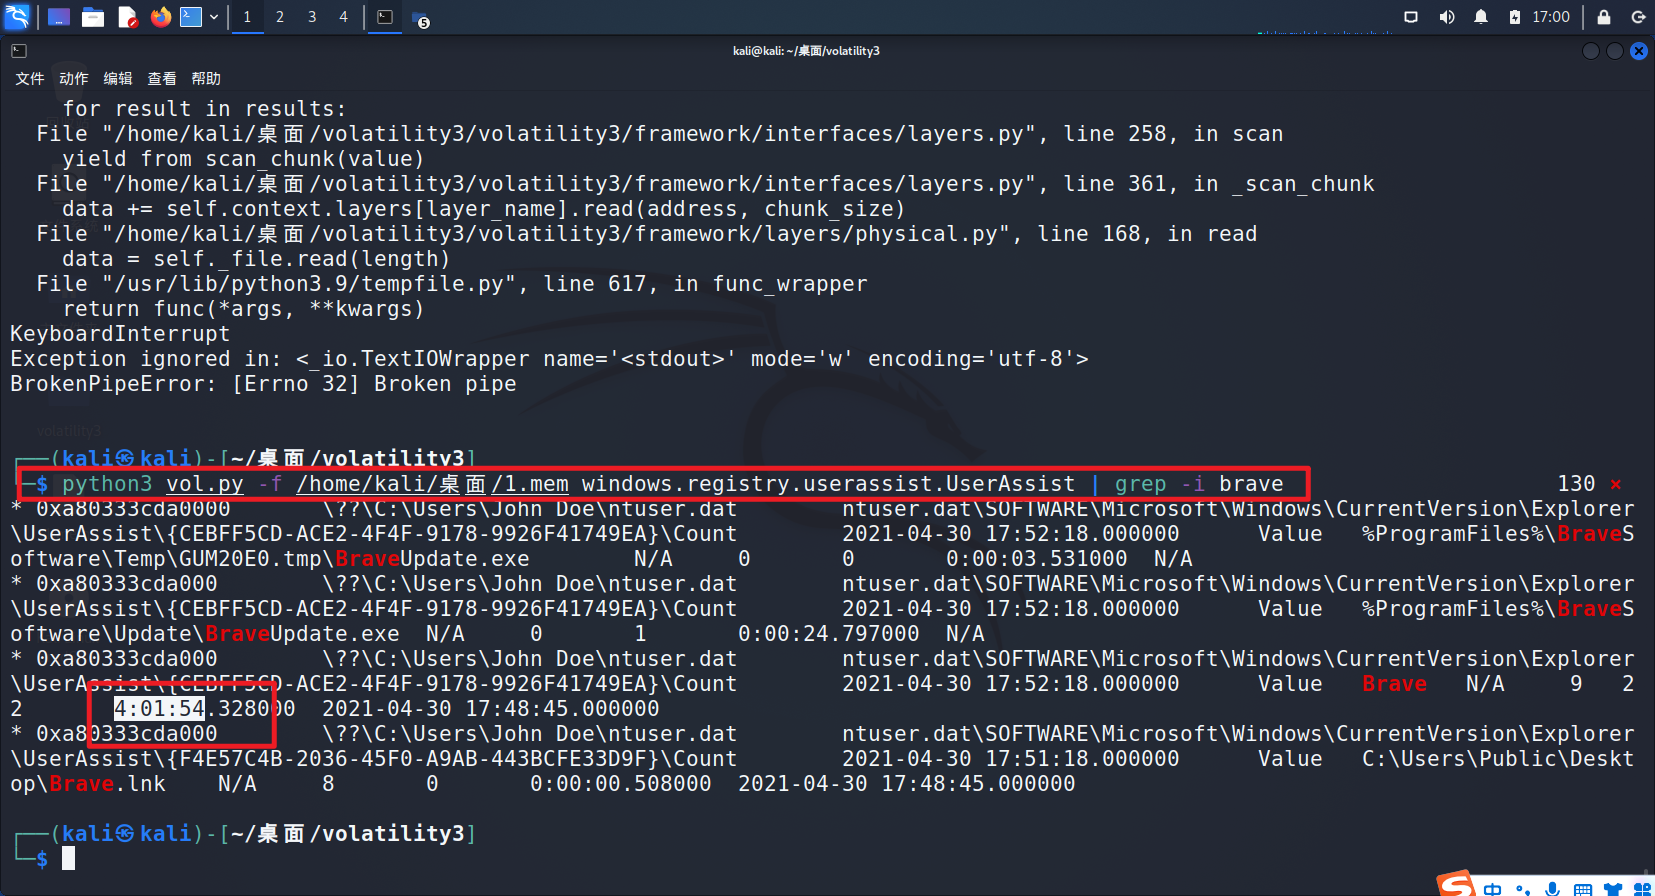 1 2 3 4 5 17:00
kali@kali: ~/桌面/volatility3
文件 动作 编辑 查看 帮助
    for result in results:
  File "/home/kali/桌面/volatility3/volatility3/framework/interfaces/layers.py", line 258, in scan
    yield from scan_chunk(value)
  File "/home/kali/桌面/volatility3/volatility3/framework/interfaces/layers.py", line 361, in _scan_chunk
    data += self.context.layers[layer_name].read(address, chunk_size)
  File "/home/kali/桌面/volatility3/volatility3/framework/layers/physical.py", line 168, in read
    data = self._file.read(length)
  File "/usr/lib/python3.9/tempfile.py", line 617, in func_wrapper
    return func(*args, **kwargs)
KeyboardInterrupt
Exception ignored in: <_io.TextIOWrapper name='<stdout>' mode='w' encoding='utf-8'>
BrokenPipeError: [Errno 32] Broken pipe
volatility3
┌──(kali㉿kali)-[~/桌面/volatility3]
└─$ python3 vol.py -f /home/kali/桌面/1.mem windows.registry.userassist.UserAssist | grep -i brave 130 ⨯
* 0xa80333cda000 \??\C:\Users\John Doe\ntuser.dat ntuser.dat\SOFTWARE\Microsoft\Windows\CurrentVersion\Explorer
\UserAssist\{CEBFF5CD-ACE2-4F4F-9178-9926F41749EA}\Count 2021-04-30 17:52:18.000000 Value %ProgramFiles%\BraveS
oftware\Temp\GUM20E0.tmp\BraveUpdate.exe N/A 0 0 0:00:03.531000 N/A
* 0xa80333cda000 \??\C:\Users\John Doe\ntuser.dat ntuser.dat\SOFTWARE\Microsoft\Windows\CurrentVersion\Explorer
\UserAssist\{CEBFF5CD-ACE2-4F4F-9178-9926F41749EA}\Count 2021-04-30 17:52:18.000000 Value %ProgramFiles%\BraveS
oftware\Update\BraveUpdate.exe N/A 0 1 0:00:24.797000 N/A
* 0xa80333cda000 \??\C:\Users\John Doe\ntuser.dat ntuser.dat\SOFTWARE\Microsoft\Windows\CurrentVersion\Explorer
\UserAssist\{CEBFF5CD-ACE2-4F4F-9178-9926F41749EA}\Count 2021-04-30 17:52:18.000000 Value Brave N/A 9 2
2 4:01:54.328000 2021-04-30 17:48:45.000000
* 0xa80333cda000 \??\C:\Users\John Doe\ntuser.dat ntuser.dat\SOFTWARE\Microsoft\Windows\CurrentVersion\Explorer
\UserAssist\{F4E57C4B-2036-45F0-A9AB-443BCFE33D9F}\Count 2021-04-30 17:51:18.000000 Value C:\Users\Public\Deskt
op\Brave.lnk N/A 8 0 0:00:00.508000 2021-04-30 17:48:45.000000
┌──(kali㉿kali)-[~/桌面/volatility3]
└─$
S 中